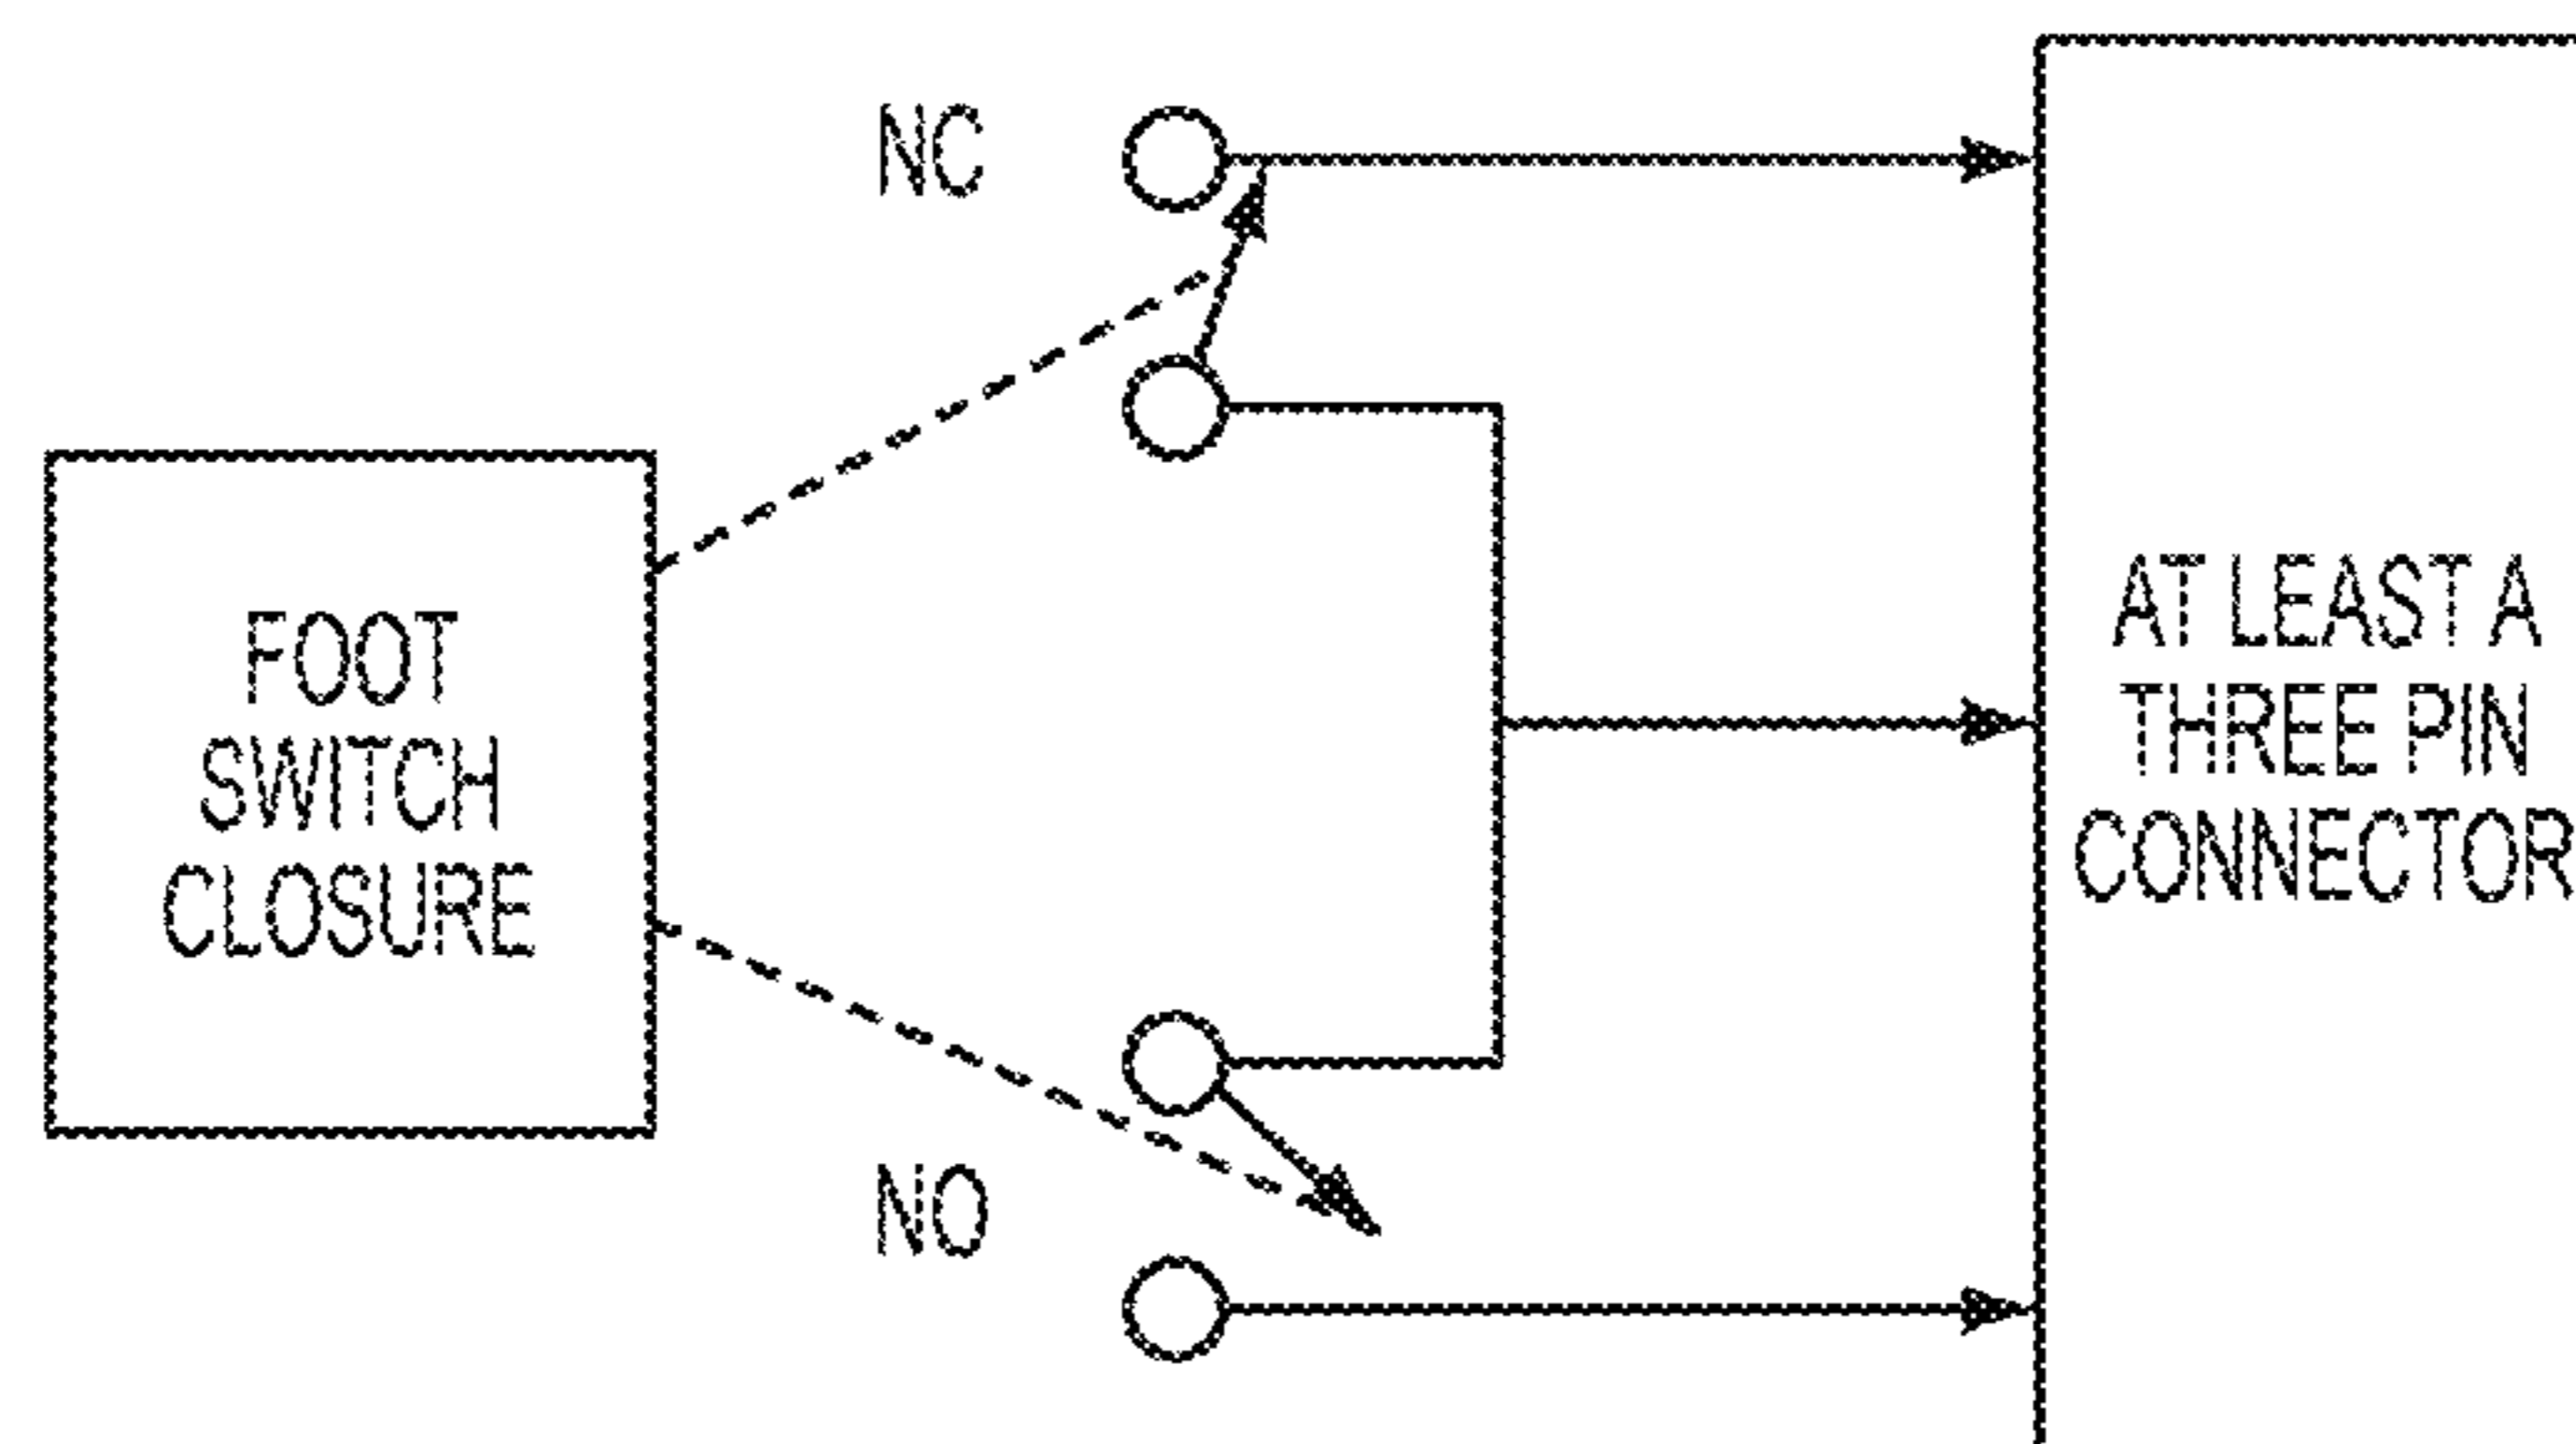 NC
FOOT
SWITCH
CLOSURE
NO
AT LEAST A
THREE PIN
CONNECTOR